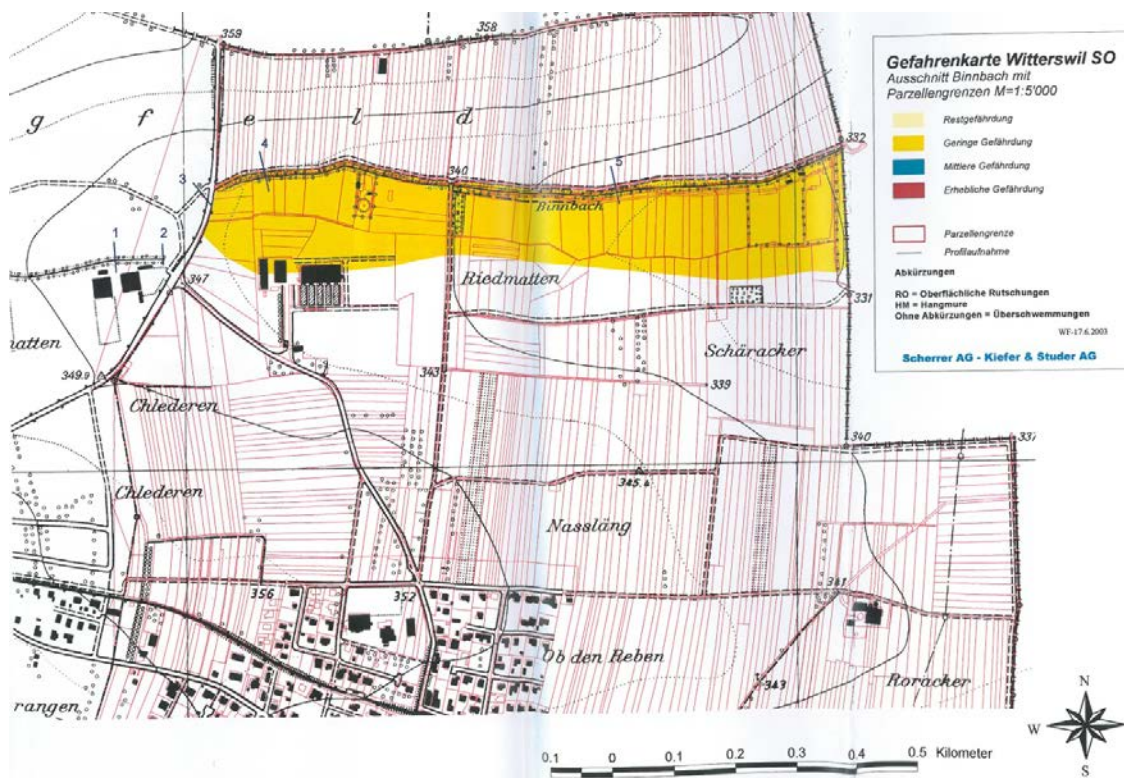 359
358
332
g f e l d
4
340
5
3
Binnbach
1
2
347
Riedmatten
331
Schäracker
349.9
343
339
Chlederen
340
337
Chlederen
345.4
Nassläng
356
352
341
Ob den Reben
343
Roracker
rangen
Gefahrenkarte Witterswil SO
Ausschnitt Binnbach mit
Parzellengrenzen M=1:5'000
Restgefährdung
Geringe Gefährdung
Mittlere Gefährdung
Erhebliche Gefährdung
Parzellengrenze
Profilaufnahme
Abkürzungen
RO = Oberflächliche Rutschungen
HM = Hangmure
Ohne Abkürzungen = Überschwemmungen
WF-17.6.2003
Scherrer AG - Kiefer & Studer AG
N
W E
S
0.1 0 0.1 0.2 0.3 0.4 0.5 Kilometer